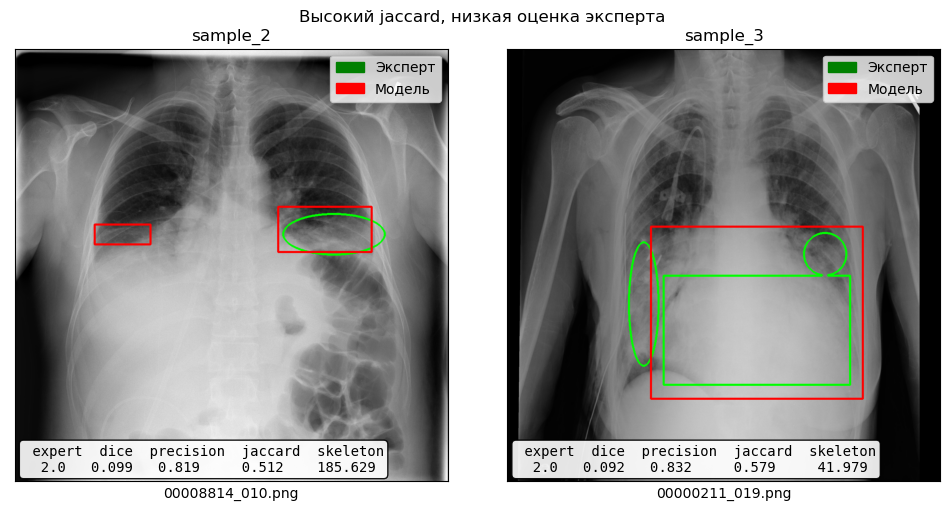 Высокий jaccard, низкая оценка эксперта
sample_2
Эксперт
Модель
expert dice precision jaccard skeleton
2.0 0.099 0.819 0.512 185.629
00008814_010.png
sample_3
Эксперт
Модель
expert dice precision jaccard skeleton
2.0 0.092 0.832 0.579 41.979
00000211_019.png